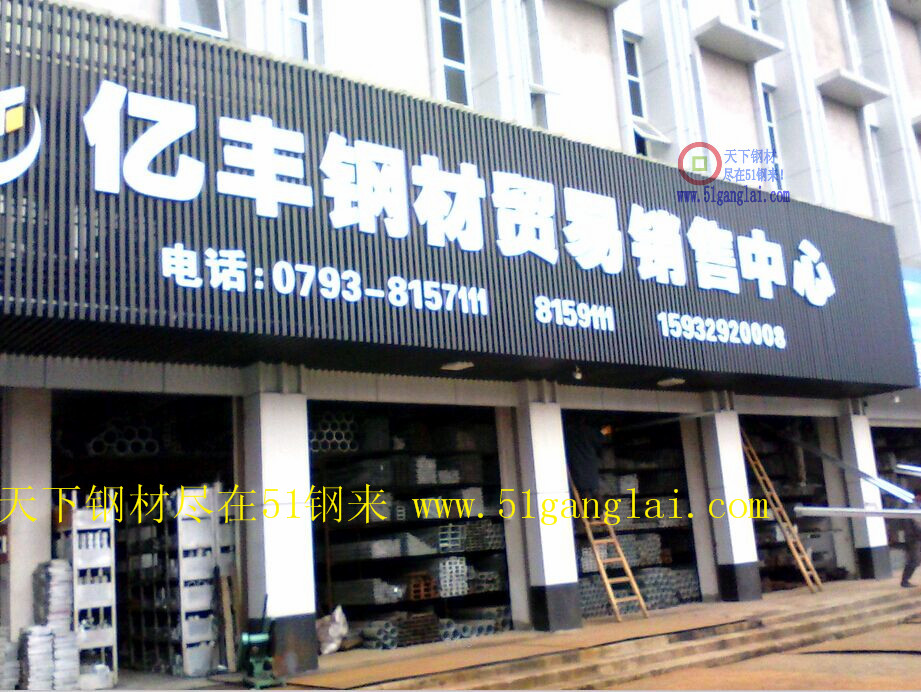 亿丰钢材贸易销售中心
电话:0793-8157111 8159111 15932920008
天下钢材
尽在51钢来!
www.51ganglai.com
天下钢材尽在51钢来 www.51ganglai.com